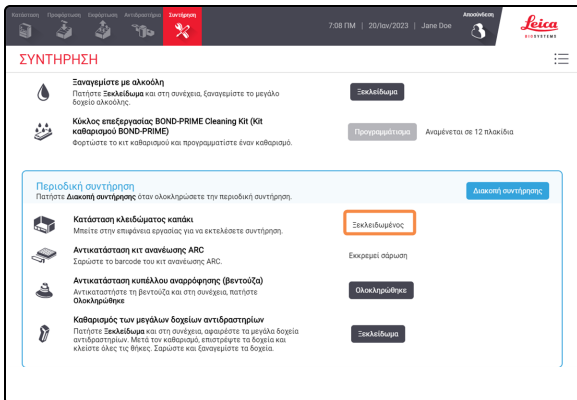 Κατάσταση Προφόρτωση Εκφόρτωση Αντιδραστήρια Συντήρηση
7:08 ΠΜ | 20/Ιαν/2023 | Jane Doe
Αποσύνδεση
Leica
BIOSYSTEMS
ΣΥΝΤΗΡΗΣΗ
Ξαναγεμίστε με αλκοόλη
Πατήστε Ξεκλείδωμα και στη συνέχεια, ξαναγεμίστε το μεγάλο
δοχείο αλκοόλης.
Ξεκλείδωμα
Κύκλος επεξεργασίας BOND-PRIME Cleaning Kit (Kit
καθαρισμού BOND-PRIME)
Φορτώστε το κιτ καθαρισμού και προγραμματίστε έναν καθαρισμό.
Προγραμμάτισμα Αναμένεται σε 12 πλακίδια
Περιοδική συντήρηση
Πατήστε Διακοπή συντήρησης όταν ολοκληρώσετε την περιοδική συντήρηση.
Διακοπή συντήρησης
Κατάσταση κλειδώματος καπάκι
Μπείτε στην επιφάνεια εργασίας για να εκτελέσετε συντήρηση.
Ξεκλειδωμένος
Αντικατάσταση κιτ ανανέωσης ARC
Σαρώστε το barcode του κιτ ανανέωσης ARC.
Εκκρεμεί σάρωση
Αντικατάσταση κυπέλλου αναρρόφησης (βεντούζα)
Αντικαταστήστε τη βεντούζα και στη συνέχεια, πατήστε
Ολοκληρώθηκε
Ολοκληρώθηκε
Καθαρισμός των μεγάλων δοχείων αντιδραστηρίων
Πατήστε Ξεκλείδωμα και στη συνέχεια, αφαιρέστε τα μεγάλα δοχεία
αντιδραστηρίων. Μετά τον καθαρισμό, επιστρέψτε τα δοχεία και
κλείστε όλες τις θήκες. Σαρώστε και ξαναγεμίστε τα δοχεία.
Ξεκλείδωμα